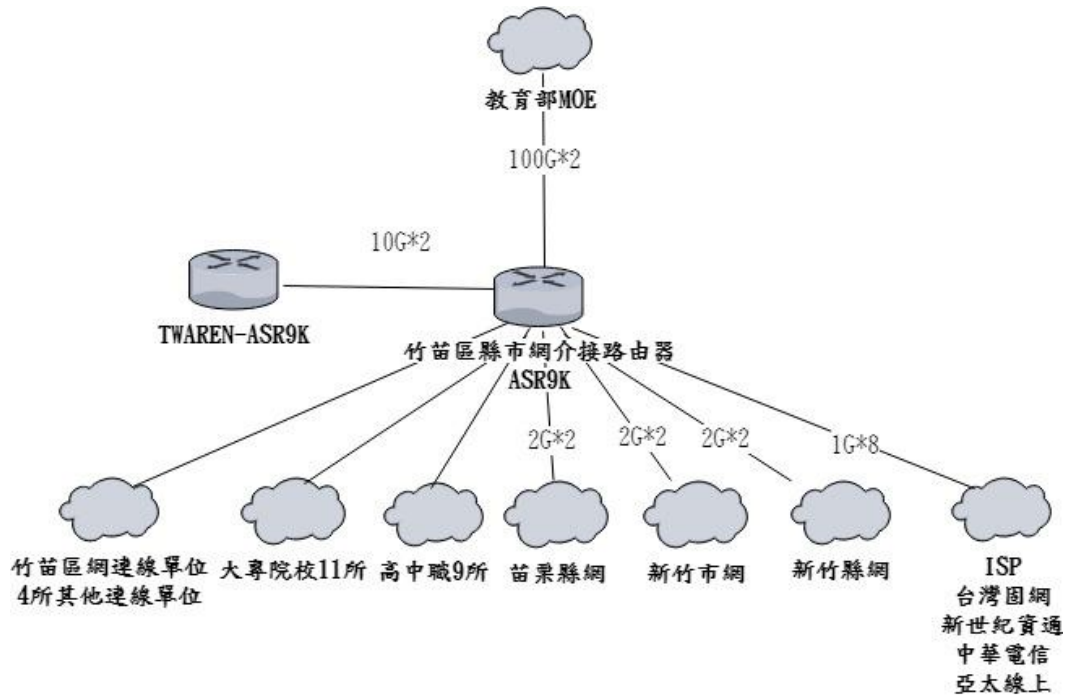 教育部MOE
100G*2
10G*2
TWAREN-ASR9K
竹苗區縣市網介接路由器
ASR9K
2G*2
2G*2
2G*2
1G*8
竹苗區網連線單位
4所其他連線單位
大專院校11所
高中職9所
苗栗縣網
新竹市網
新竹縣網
ISP
台灣固網
新世紀資通
中華電信
亞太線上